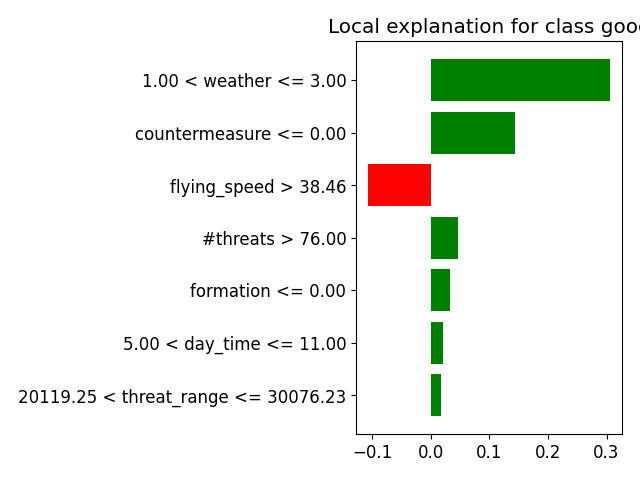 Local explanation for class good
1.00 < weather <= 3.00
countermeasure <= 0.00
flying_speed > 38.46
#threats > 76.00
formation <= 0.00
5.00 < day_time <= 11.00
20119.25 < threat_range <= 30076.23
−0.1 0.0 0.1 0.2 0.3